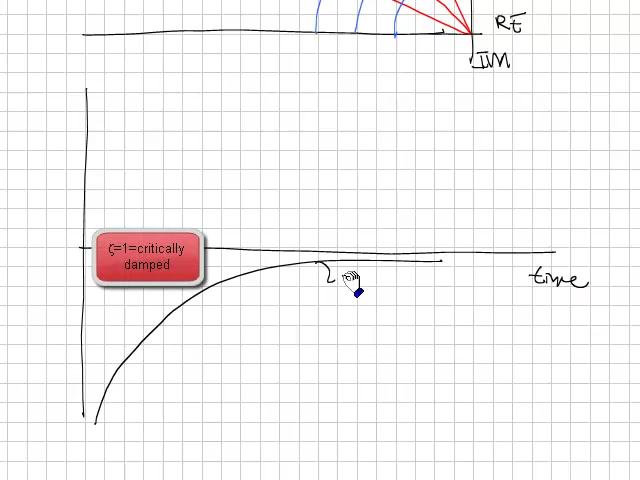 RE
IM
ζ=1=critically
damped
time